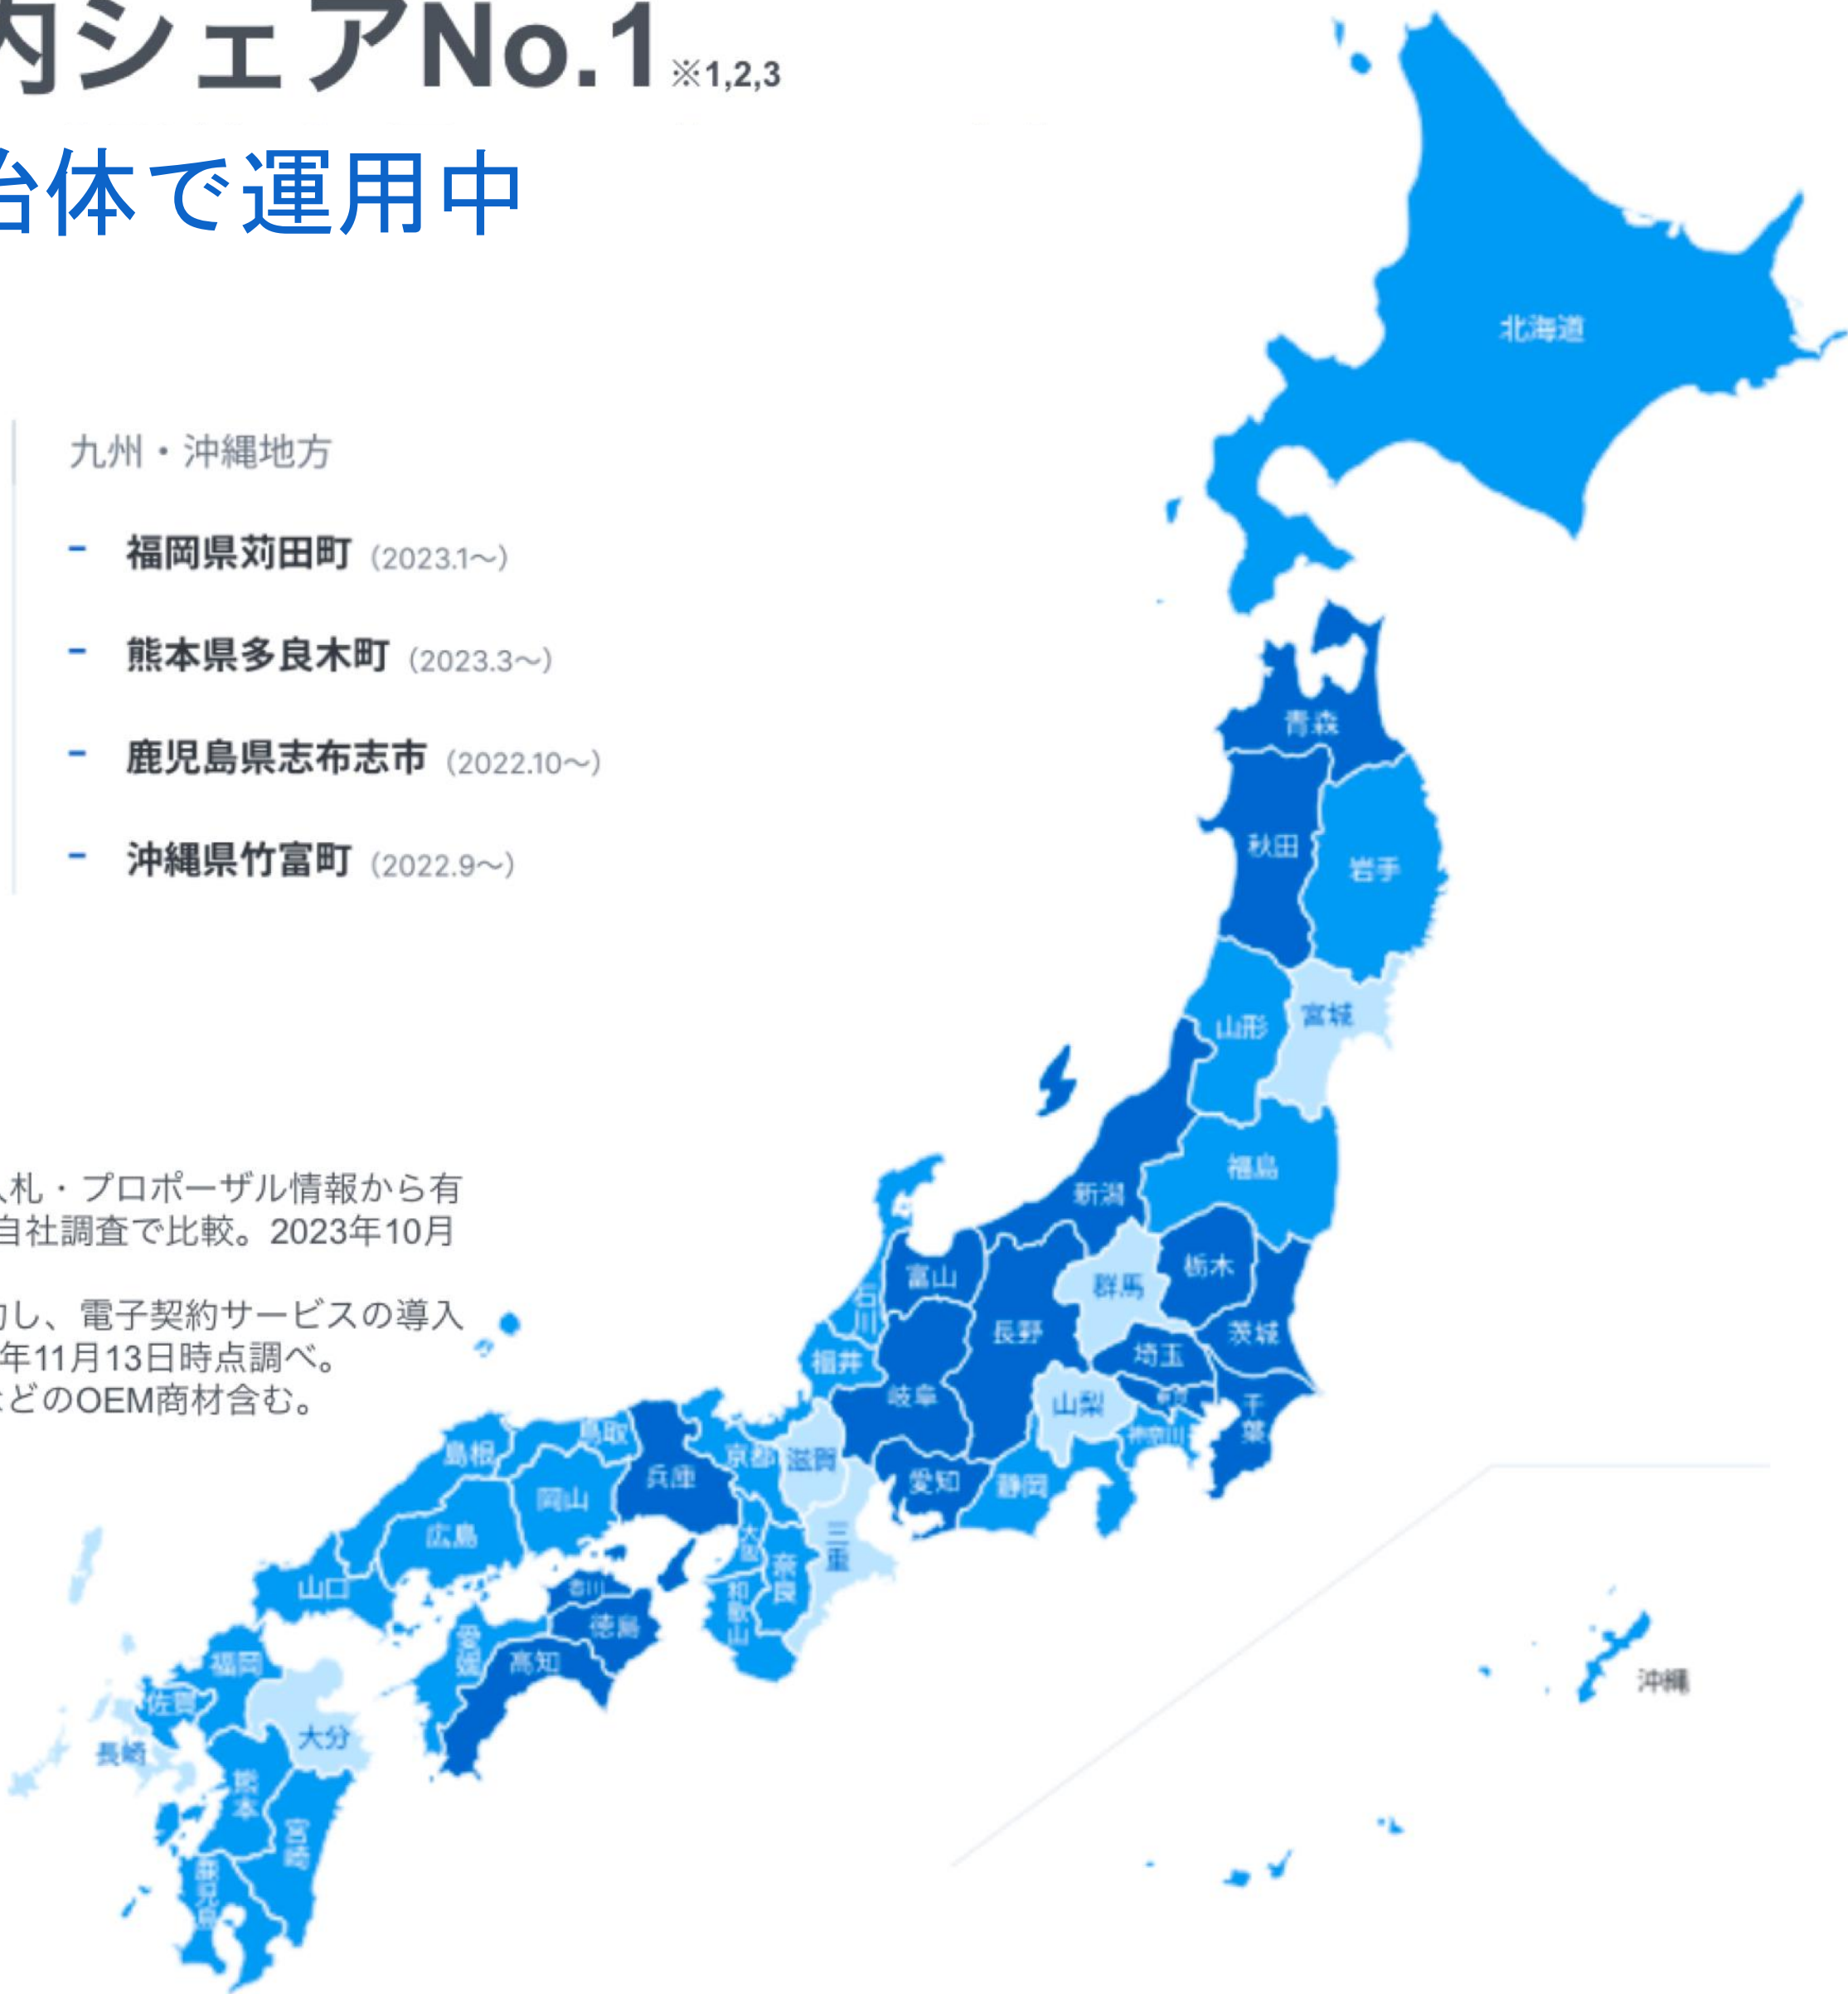 内シェアNo.1※1,2,3
治体で運用中
九州・沖縄地方
- 福岡県苅田町 (2023.1〜)
- 熊本県多良木町 (2023.3〜)
- 鹿児島県志布志市 (2022.10〜)
- 沖縄県竹富町 (2022.9〜)
入札・プロポーザル情報から有
自社調査で比較。2023年10月
し、電子契約サービスの導入
年11月13日時点調べ。
どのOEM商材含む。
北海道
青森
秋田
岩手
山形
宮城
福島
新潟
栃木
群馬
富山
石川
長野
茨城
埼玉
福井
岐阜
山梨
東京
千葉
神奈川
島根
鳥取
京都
滋賀
兵庫
愛知
静岡
岡山
広島
大阪
三重
奈良
山口
香川
和歌山
徳島
愛媛
高知
福岡
佐賀
大分
長崎
熊本
宮崎
鹿児島
沖縄